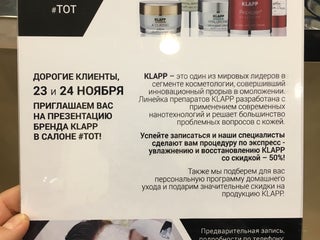 #ТОТ
ДОРОГИЕ КЛИЕНТЫ,
23 и 24 НОЯБРЯ
ПРИГЛАШАЕМ ВАС
НА ПРЕЗЕНТАЦИЮ
БРЕНДА KLAPP
В САЛОНЕ #ТОТ!
KLAPP – это один из мировых лидеров в
сегменте косметологии, совершивший
инновационный прорыв в омоложении.
Линейка препаратов KLAPP разработана с
применением современных
нанотехнологий и решает большинство
проблемных вопросов с кожей.
Успейте записаться и наши специалисты
сделают вам процедуру по экспресс -
увлажнению и восстановлению KLAPP
со скидкой – 50%!
Также мы подберем для вас
персональную программу домашнего
ухода и подарим значительные скидки на
продукцию KLAPP.
Предварительная запись,
подробности по телефону: